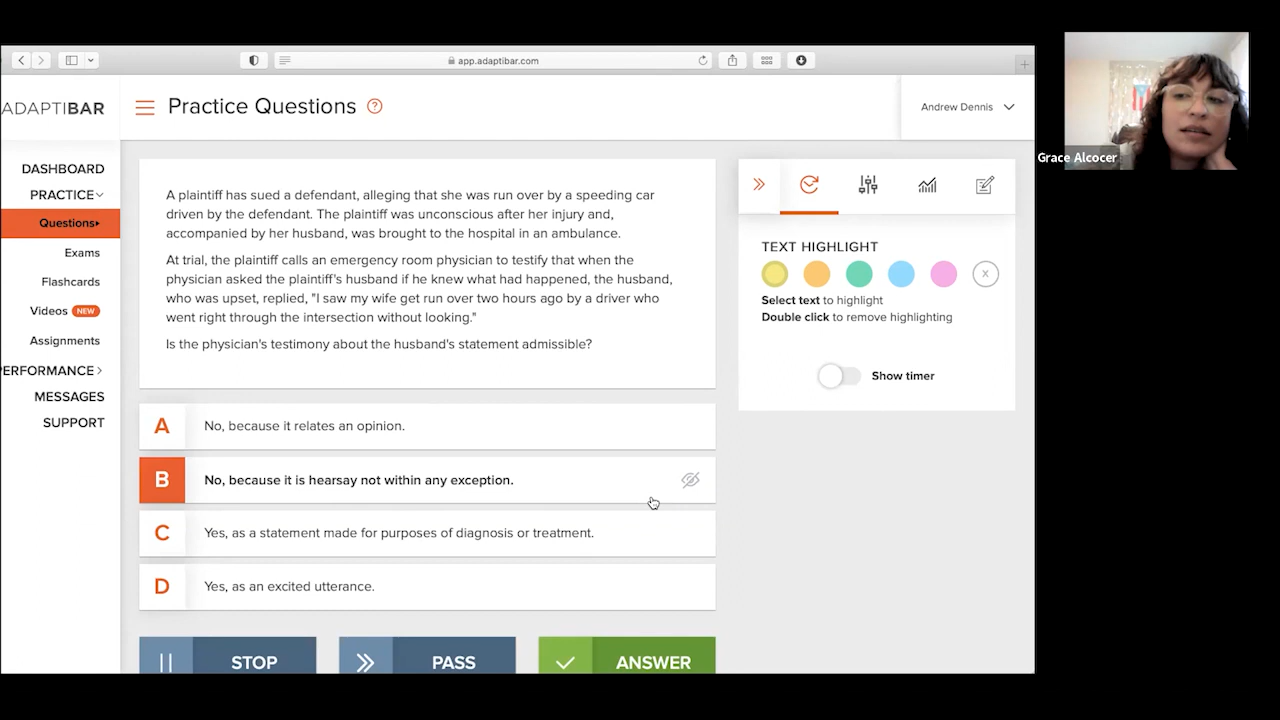 app.adaptibar.com
ADAPTIBAR
Practice Questions ?
Andrew Dennis
DASHBOARD
PRACTICE
Questions
Exams
Flashcards
Videos NEW
Assignments
PERFORMANCE
MESSAGES
SUPPORT
A plaintiff has sued a defendant, alleging that she was run over by a speeding car
driven by the defendant. The plaintiff was unconscious after her injury and,
accompanied by her husband, was brought to the hospital in an ambulance.
At trial, the plaintiff calls an emergency room physician to testify that when the
physician asked the plaintiff's husband if he knew what had happened, the husband,
who was upset, replied, "I saw my wife get run over two hours ago by a driver who
went right through the intersection without looking."
Is the physician's testimony about the husband's statement admissible?
A No, because it relates an opinion.
B No, because it is hearsay not within any exception.
C Yes, as a statement made for purposes of diagnosis or treatment.
D Yes, as an excited utterance.
STOP
PASS
ANSWER
TEXT HIGHLIGHT
X
Select text to highlight
Double click to remove highlighting
Show timer
Grace Alcocer